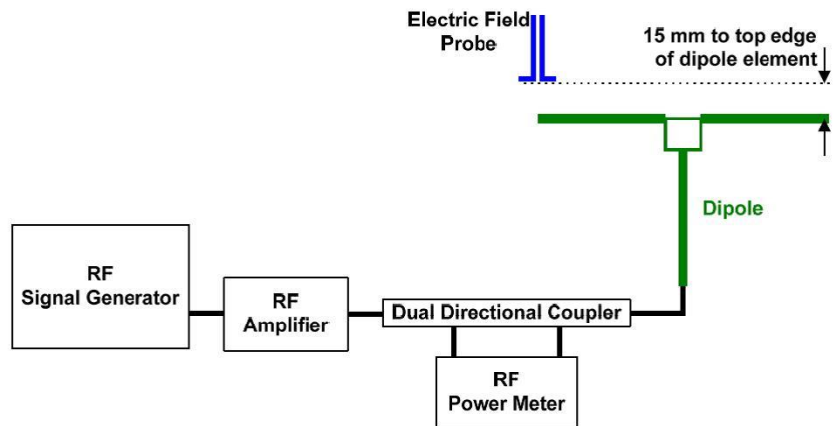 Electric Field
Probe
15 mm to top edge
of dipole element
Dipole
RF
Signal Generator
RF
Amplifier
Dual Directional Coupler
RF
Power Meter